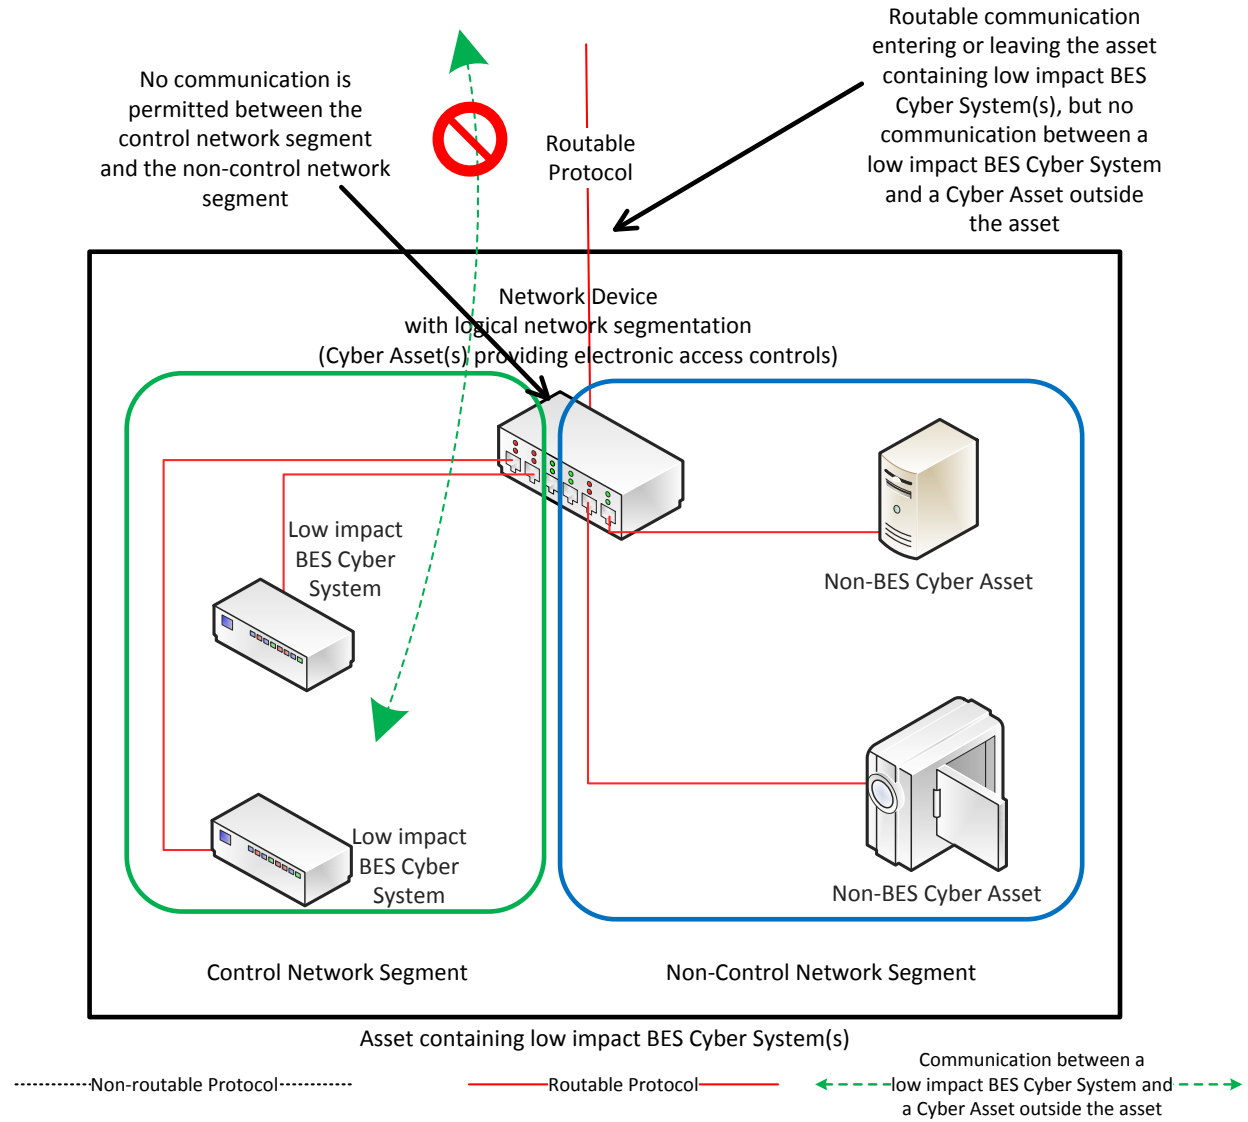 No communication is
permitted between the
control network segment
and the non-control network
segment
Routable
Protocol
Routable communication
entering or leaving the asset
containing low impact BES
Cyber System(s), but no
communication between a
low impact BES Cyber System
and a Cyber Asset outside
the asset
Network Device
with logical network segmentation
(Cyber Asset(s) providing electronic access controls)
Low impact
BES Cyber
System
Non-BES Cyber Asset
Low impact
BES Cyber
System
Non-BES Cyber Asset
Control Network Segment
Non-Control Network Segment
Asset containing low impact BES Cyber System(s)
Non-routable Protocol
Routable Protocol
Communication between a
low impact BES Cyber System and
a Cyber Asset outside the asset